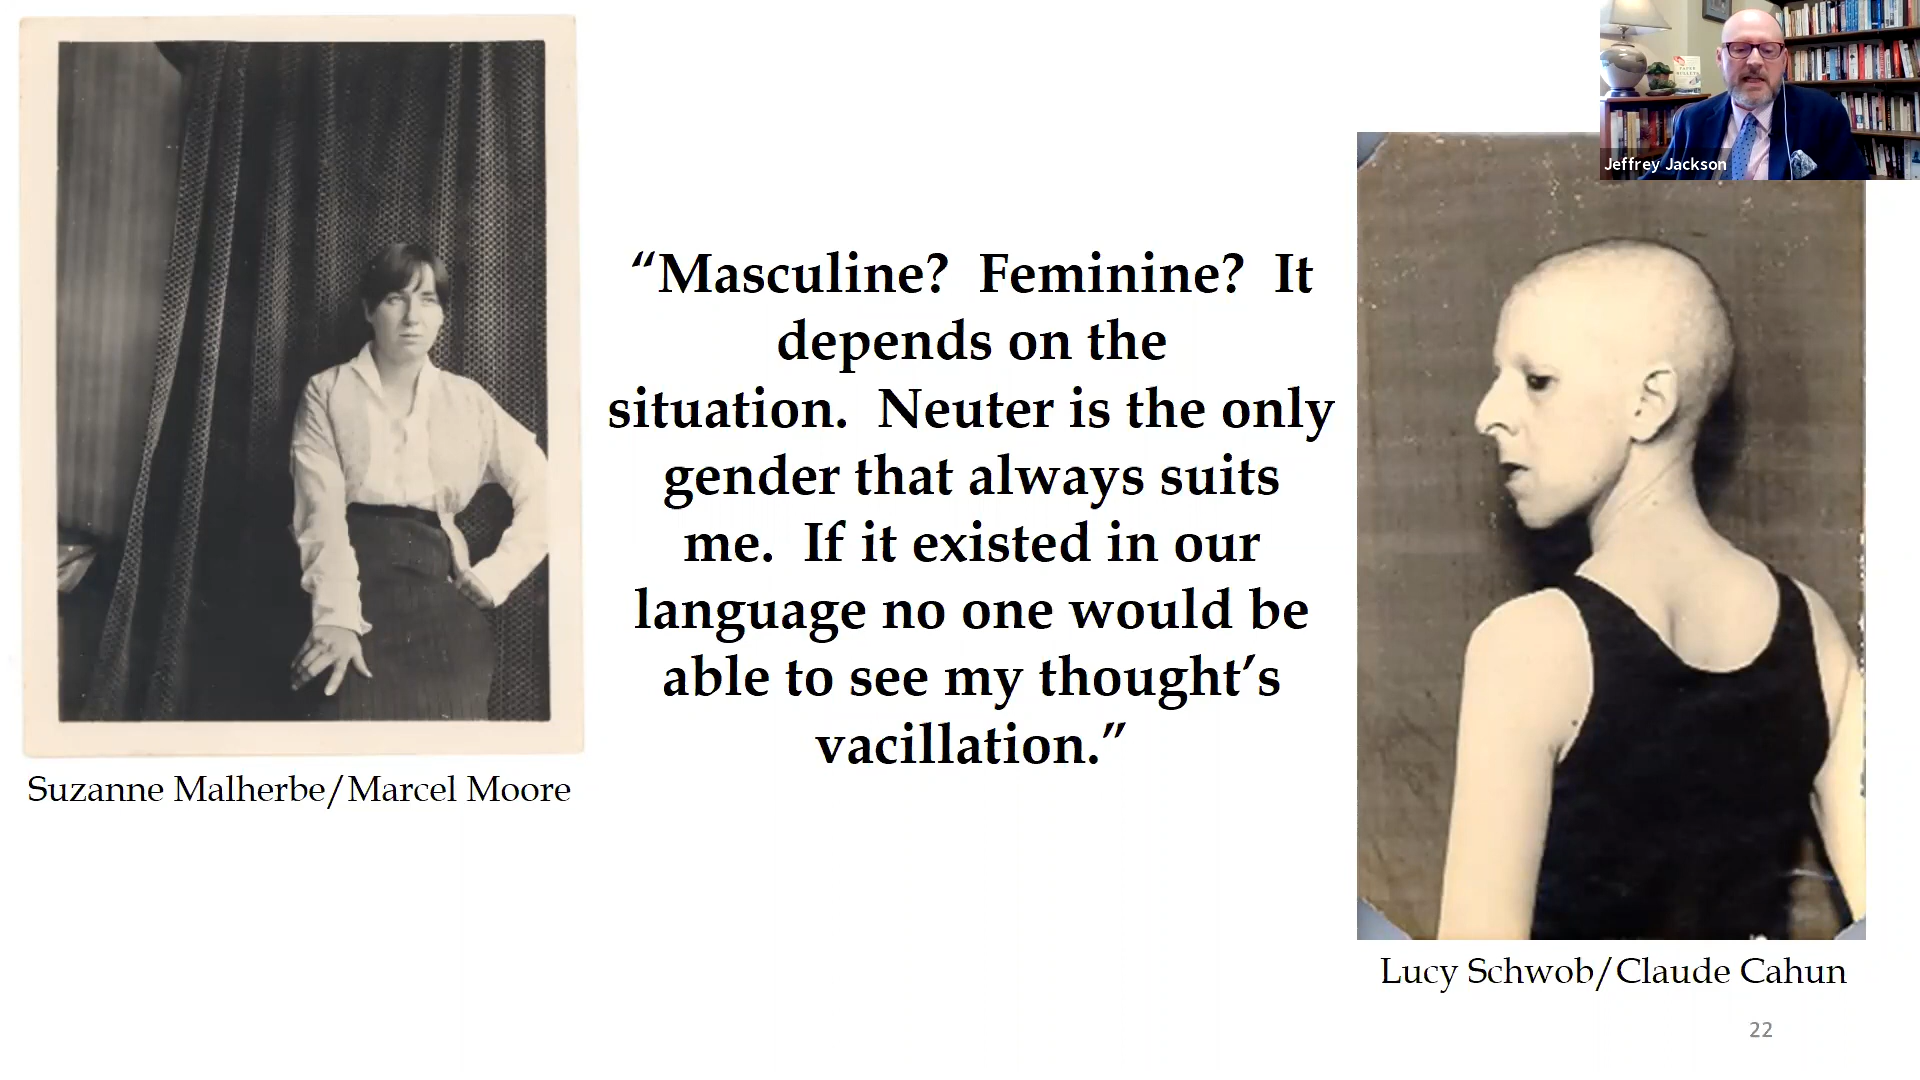 Jeffrey Jackson
“Masculine?  Feminine?  It
depends on the
situation.  Neuter is the only
gender that always suits
me.  If it existed in our
language no one would be
able to see my thought’s
vacillation.”
Suzanne Malherbe/Marcel Moore
Lucy Schwob/Claude Cahun
22